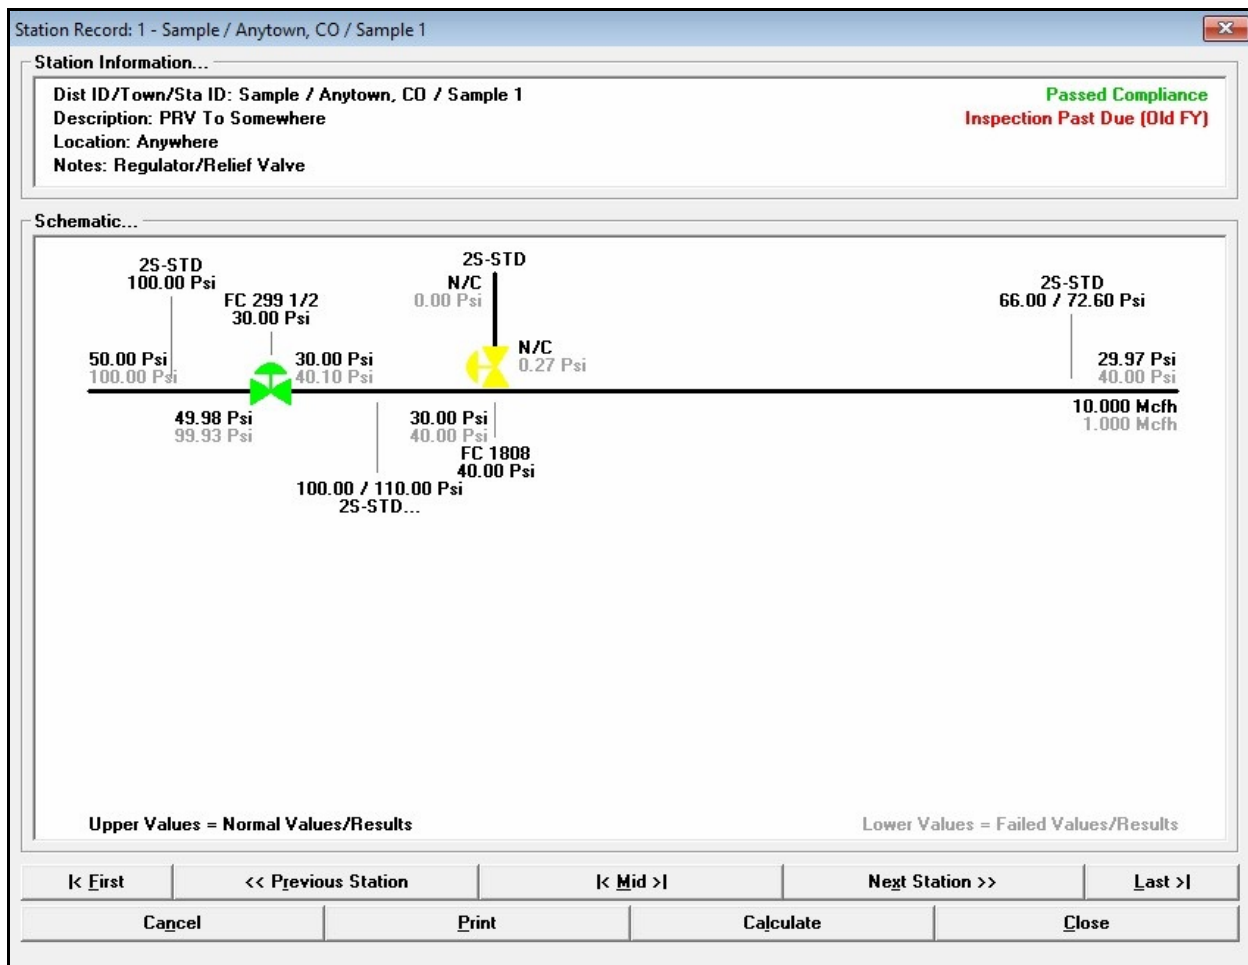 Station Record: 1 - Sample / Anytown, CO / Sample 1
Station Information...
Dist ID/Town/Sta ID: Sample / Anytown, CO / Sample 1
Passed Compliance
Description: PRV To Somewhere
Inspection Past Due (Old FY)
Location: Anywhere
Notes: Regulator/Relief Valve
Schematic...
2S-STD
100.00 Psi
FC 299 1/2
30.00 Psi
50.00 Psi
100.00 Psi
30.00 Psi
40.10 Psi
49.98 Psi
99.93 Psi
2S-STD
N/C
0.00 Psi
N/C
0.27 Psi
30.00 Psi
40.00 Psi
FC 1808
40.00 Psi
100.00 / 110.00 Psi
2S-STD...
2S-STD
66.00 / 72.60 Psi
29.97 Psi
40.00 Psi
10.000 Mcfh
1.000 Mcfh
Upper Values = Normal Values/Results
Lower Values = Failed Values/Results
|< First
<< Previous Station
|< Mid >|
Next Station >>
Last >|
Cancel
Print
Calculate
Close